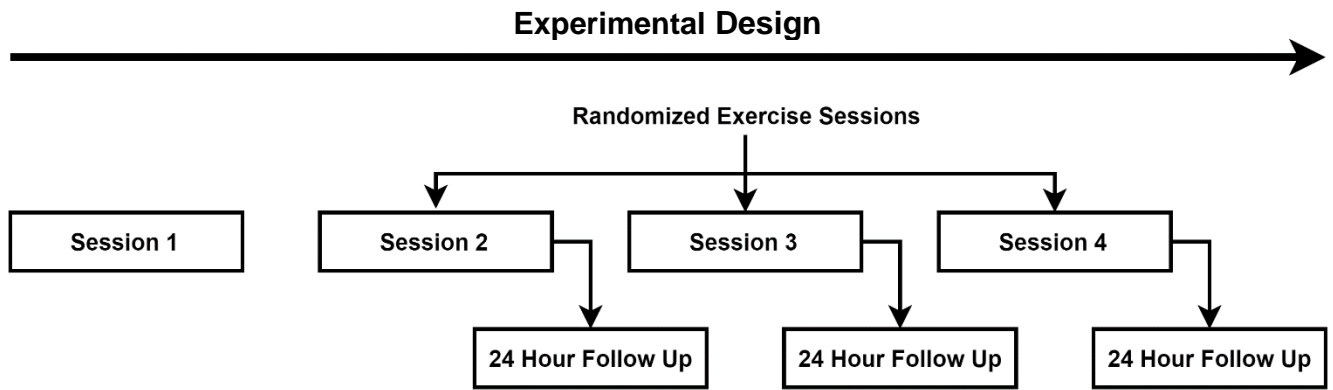 Experimental Design
Randomized Exercise Sessions
Session 1
Session 2
Session 3
Session 4
24 Hour Follow Up
24 Hour Follow Up
24 Hour Follow Up